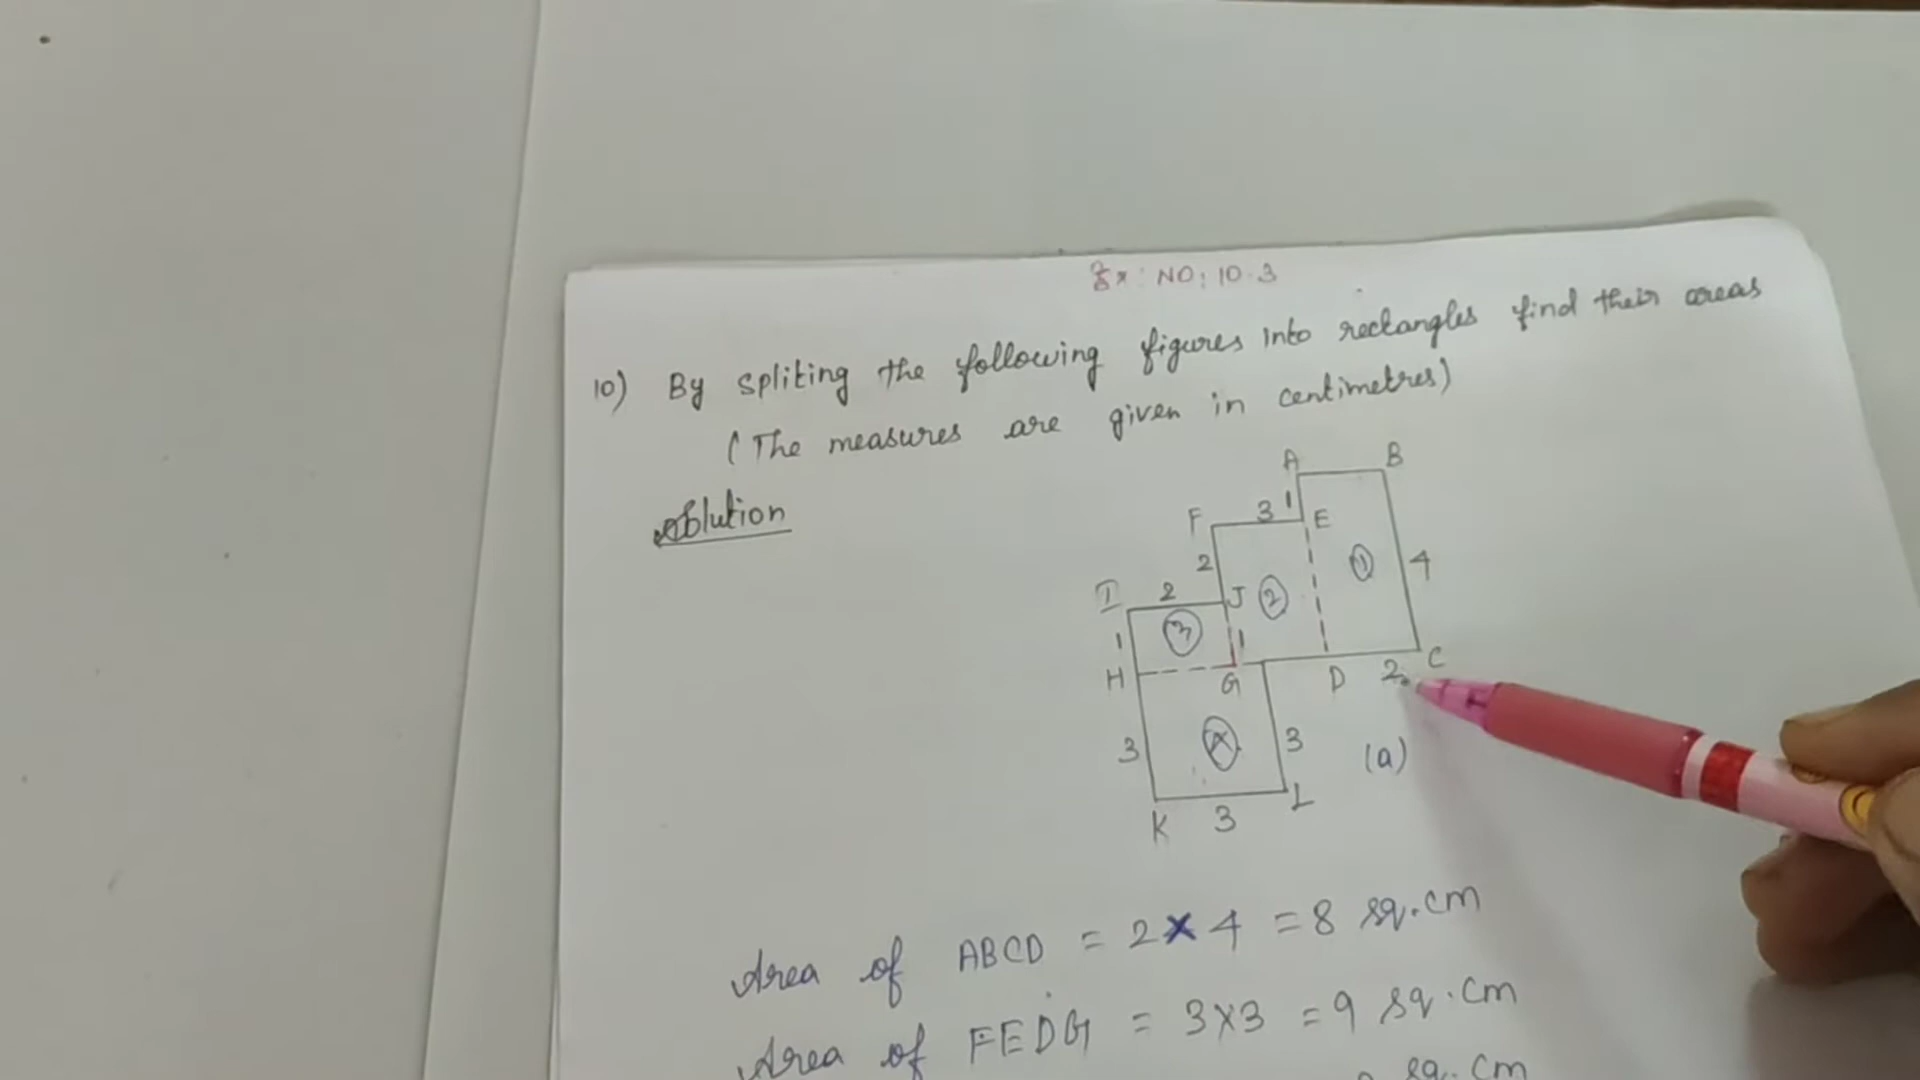 Ex: NO: 10.3
10) By spliting the following figures into rectangles find their areas
(The measures are given in centimetres)
Solution
A B
F 3 1 E
2 1 4
I 2 J 2
1 3 1
H G D 2 C
3 4 3 (a)
K 3 L
Area of ABCD = 2 × 4 = 8 sq.cm
Area of FEDG = 3×3 = 9 sq.cm
sq.cm